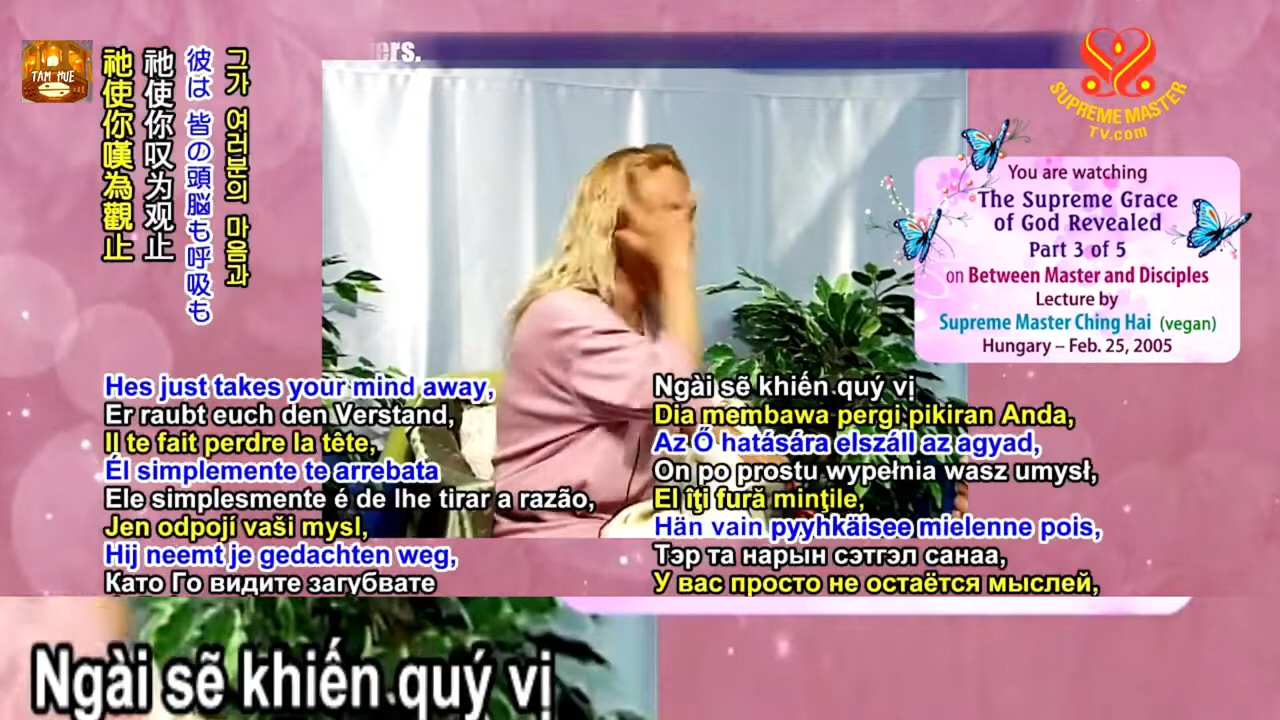 ers.
TÂM HUỆ
祂使你嘆為觀止
祂使你叹为观止
彼は 皆の頭脳も呼吸も
그가 여러분의 마음과
SUPREME MASTER
TV.com
You are watching
The Supreme Grace
of God Revealed
Part 3 of 5
on Between Master and Disciples
Lecture by
Supreme Master Ching Hai (vegan)
Hungary – Feb. 25, 2005
Hes just takes your mind away,
Er raubt euch den Verstand,
Il te fait perdre la tête,
Él simplemente te arrebata
Ele simplesmente é de lhe tirar a razão,
Jen odpojí vaši mysl,
Hij neemt je gedachten weg,
Като Го видите загубвате
Ngài sẽ khiến quý vị
Dia membawa pergi pikiran Anda,
Az Ő hatására elszáll az agyad,
On po prostu wypełnia wasz umysł,
El îţi fură minţile,
Hän vain pyyhkäisee mielenne pois,
Тэр та нарын сэтгэл санаа,
У вас просто не остаётся мыслей,
Ngài sẽ khiến quý vị